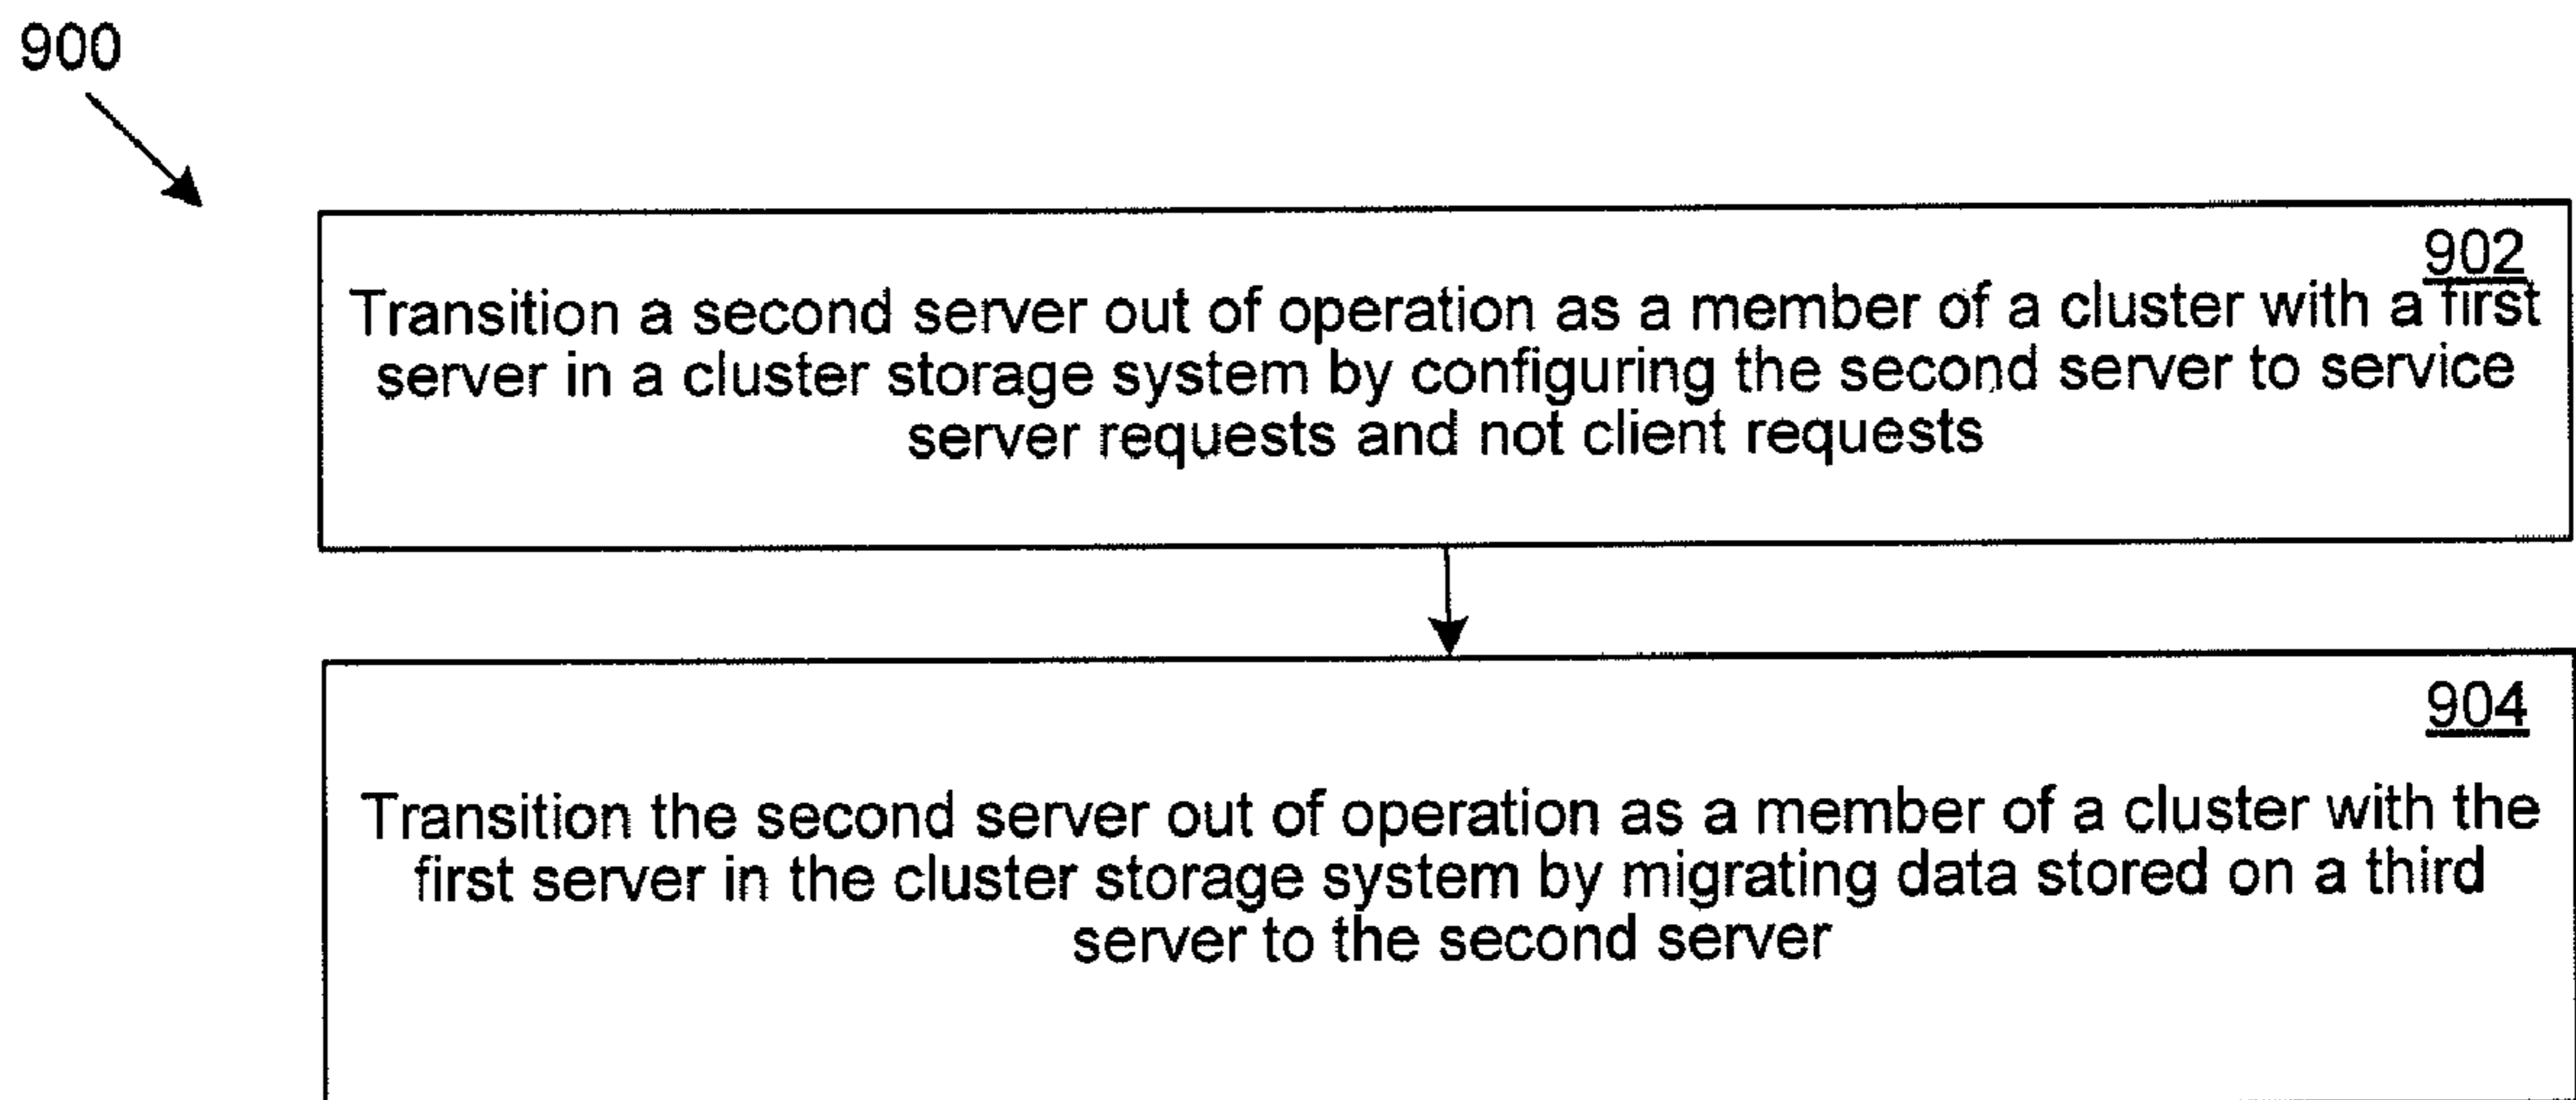 900
902
Transition a second server out of operation as a member of a cluster with a first
server in a cluster storage system by configuring the second server to service
server requests and not client requests
904
Transition the second server out of operation as a member of a cluster with the
first server in the cluster storage system by migrating data stored on a third
server to the second server